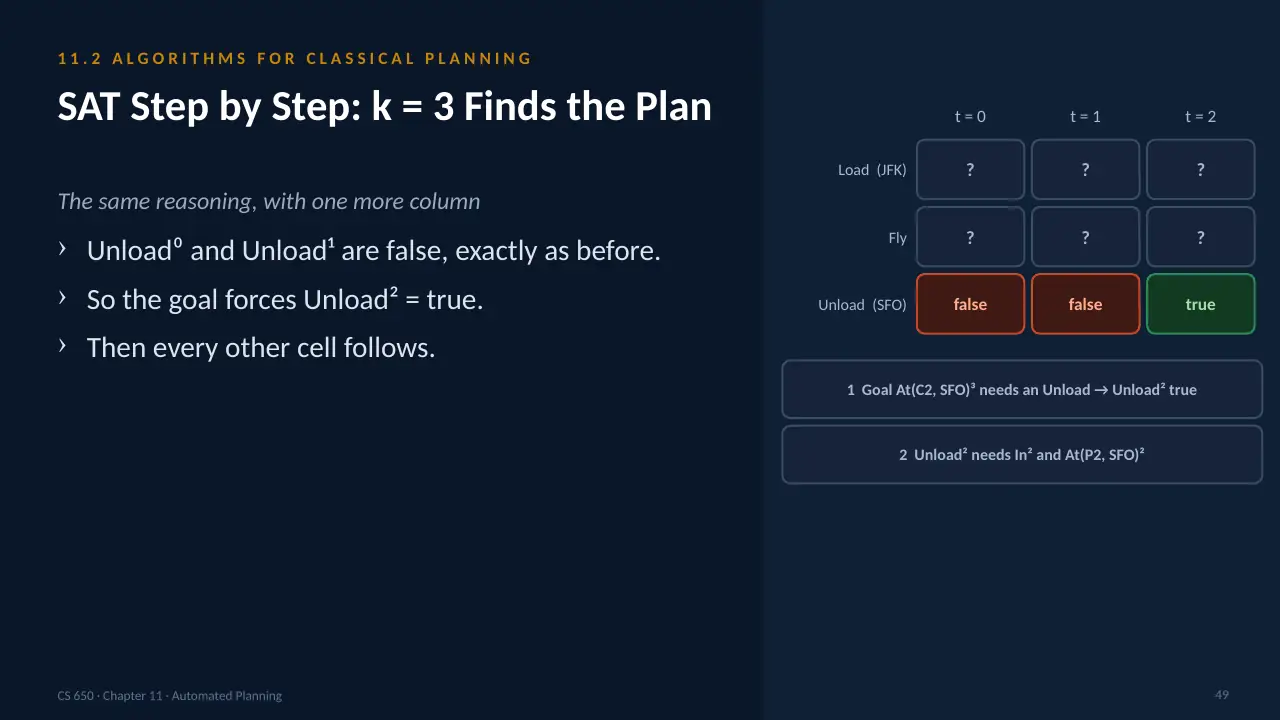 11.2 ALGORITHMS FOR CLASSICAL PLANNING
SAT Step by Step: k = 3 Finds the Plan
The same reasoning, with one more column
› Unload⁰ and Unload¹ are false, exactly as before.
› So the goal forces Unload² = true.
› Then every other cell follows.
t = 0 t = 1 t = 2
Load (JFK) ? ? ?
Fly ? ? ?
Unload (SFO) false false true
1 Goal At(C2, SFO)³ needs an Unload → Unload² true
2 Unload² needs In² and At(P2, SFO)²
CS 650 · Chapter 11 · Automated Planning
49